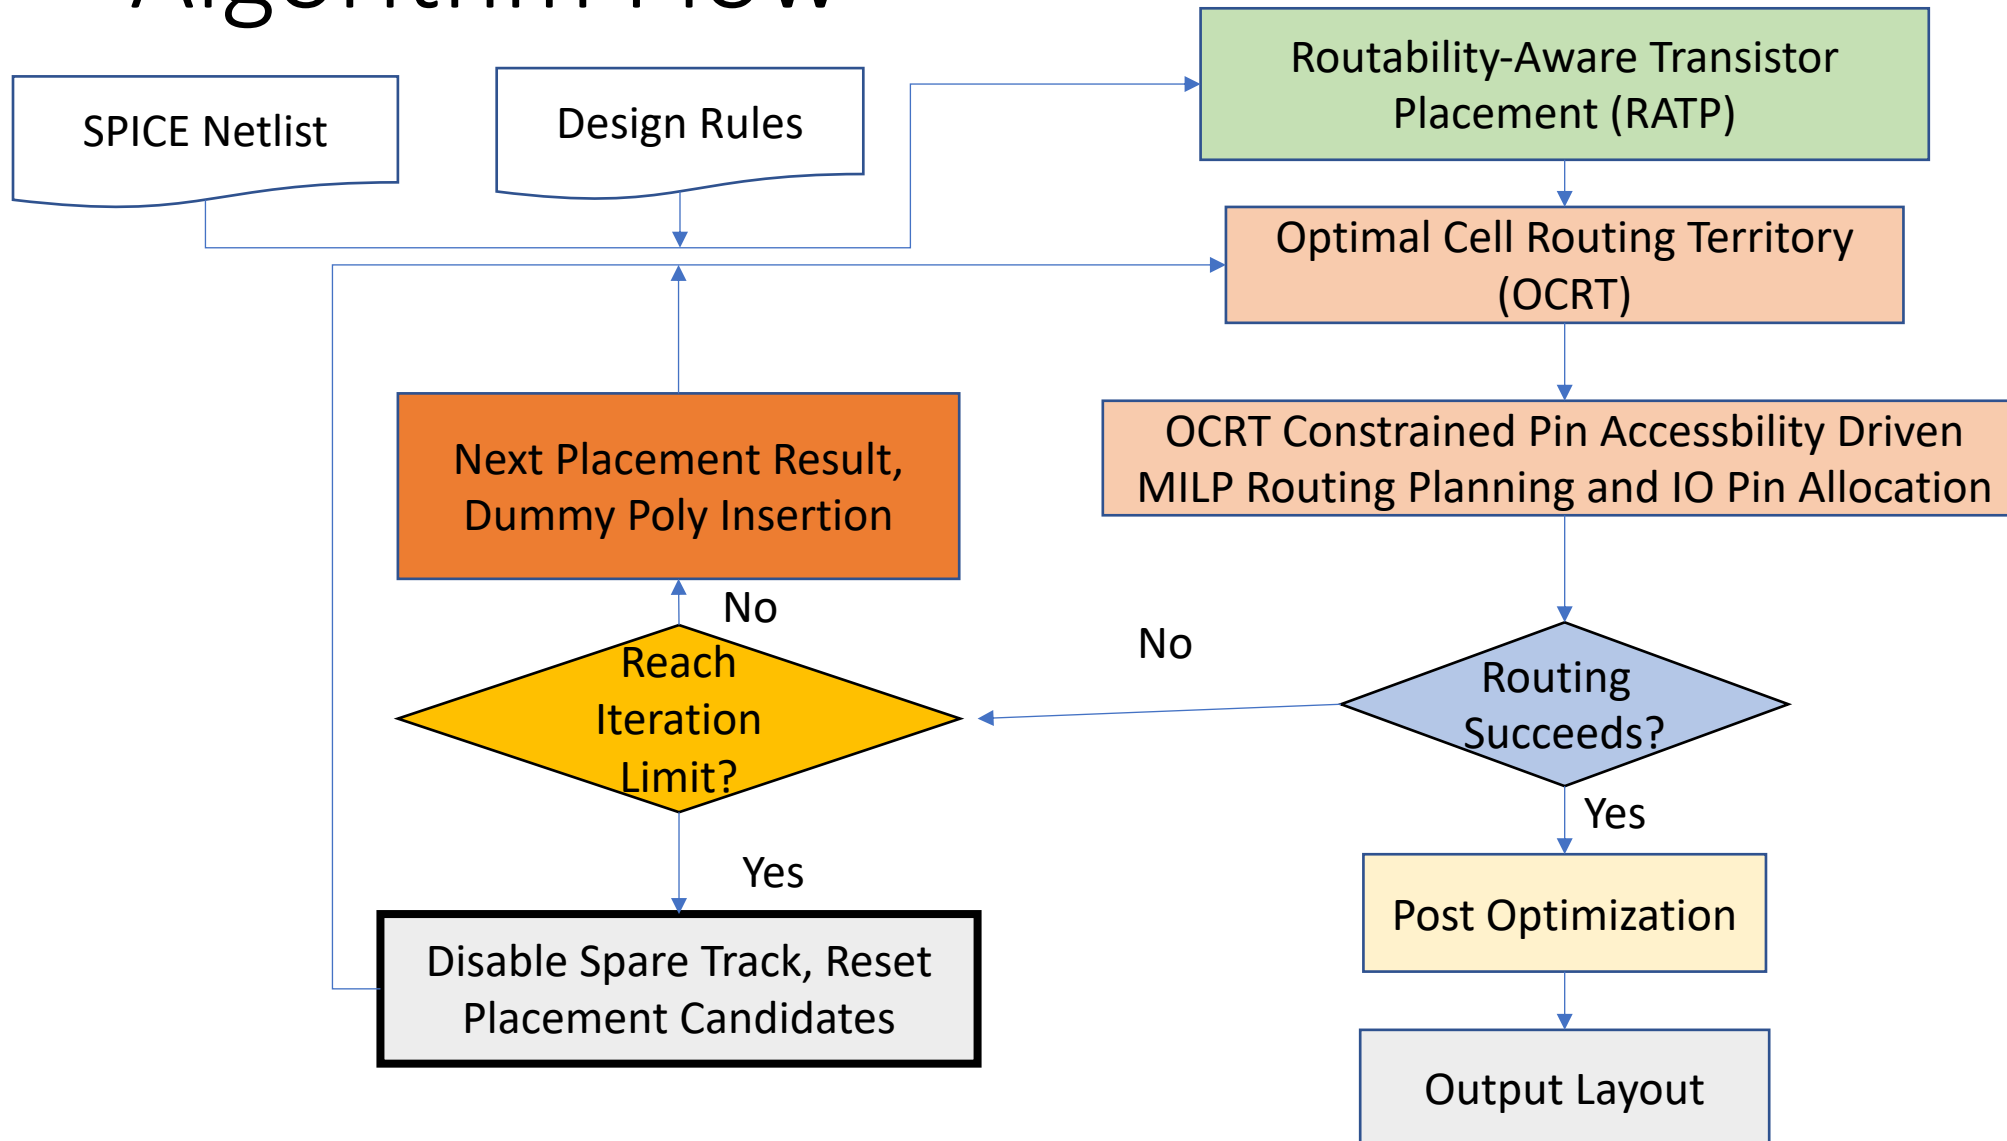 Algorithm Flow
SPICE Netlist
Design Rules
Routability-Aware Transistor
Placement (RATP)
Optimal Cell Routing Territory
(OCRT)
OCRT Constrained Pin Accessbility Driven
MILP Routing Planning and IO Pin Allocation
Next Placement Result,
Dummy Poly Insertion
No
No
Reach
Iteration
Limit?
Routing
Succeeds?
Yes
Yes
Post Optimization
Disable Spare Track, Reset
Placement Candidates
Output Layout